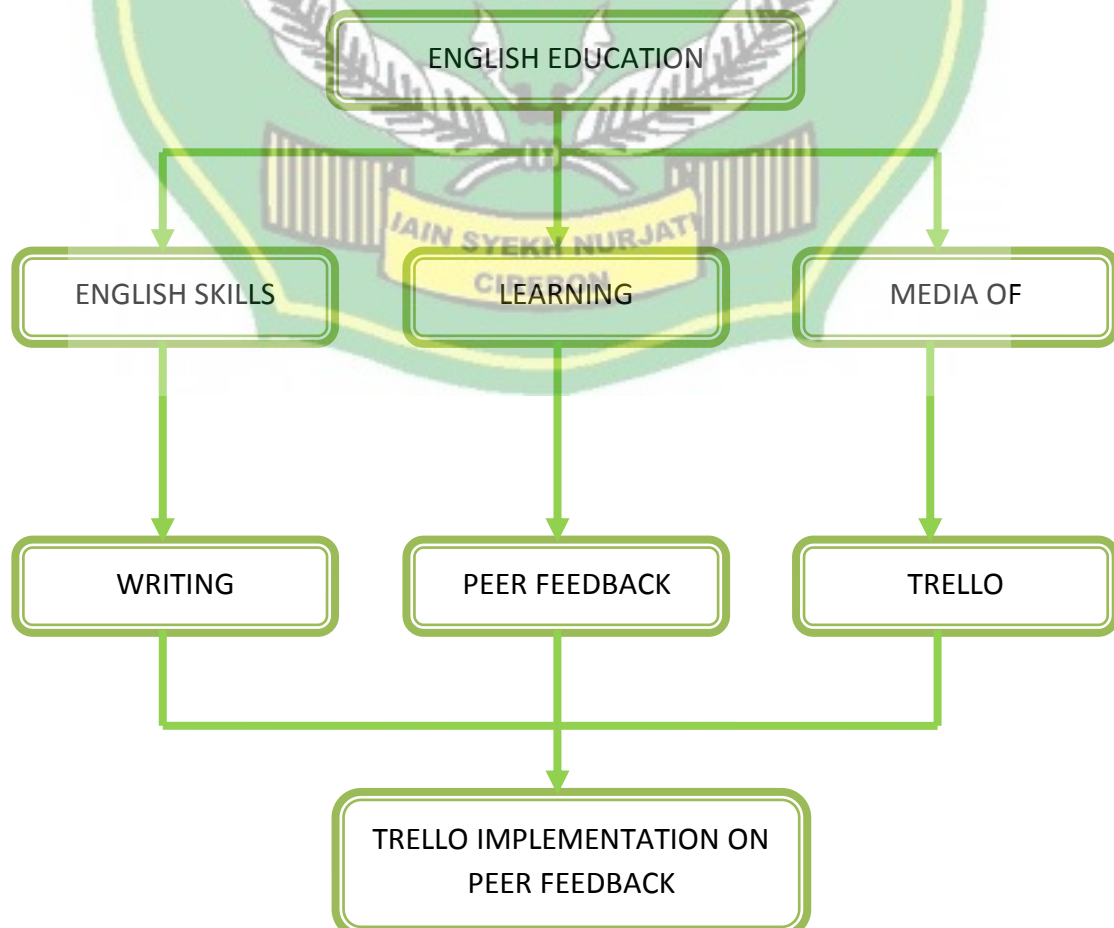 ENGLISH EDUCATION
IAIN SYEKH NURJATI
CIREBON
ENGLISH SKILLS
LEARNING
MEDIA OF
WRITING
PEER FEEDBACK
TRELLO
TRELLO IMPLEMENTATION ON
PEER FEEDBACK